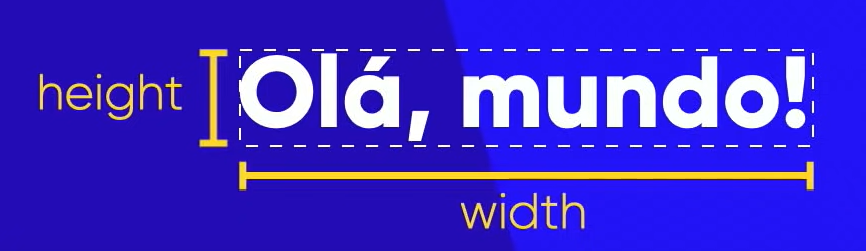 height
Olá, mundo!
width